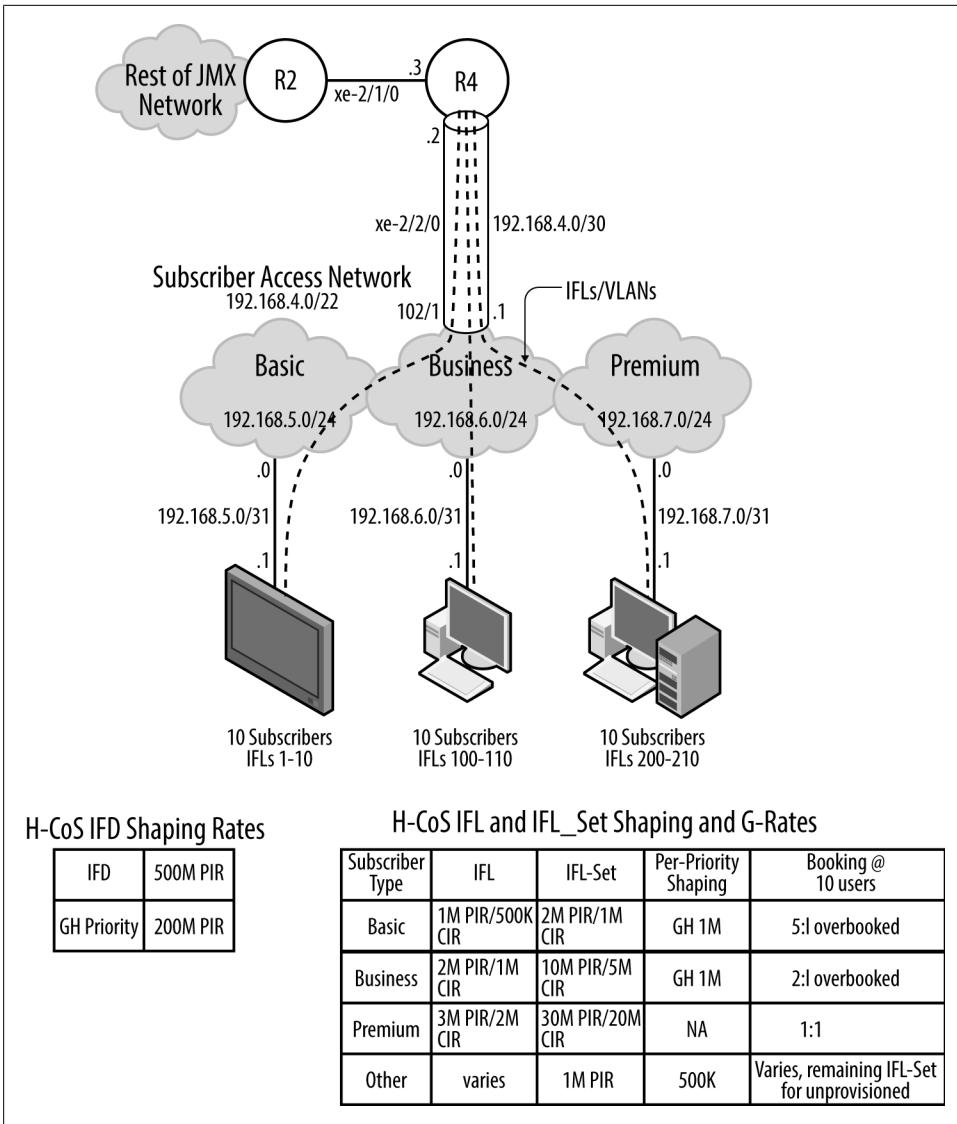 Rest of JMX
Network
R2
xe-2/1/0
.3
R4
.2
xe-2/2/0
192.168.4.0/30
Subscriber Access Network
192.168.4.0/22
102/1
.1
IFLs/VLANs
Basic
192.168.5.0/24
Business
192.168.6.0/24
Premium
192.168.7.0/24
.0
192.168.5.0/31
.1
.0
192.168.6.0/31
.1
.0
192.168.7.0/31
.1
10 Subscribers
IFLs 1-10
10 Subscribers
IFLs 100-110
10 Subscribers
IFLs 200-210
H-CoS IFD Shaping Rates
IFD 500M PIR
GH Priority 200M PIR
H-CoS IFL and IFL_Set Shaping and G-Rates
Subscriber Type IFL IFL-Set Per-Priority Shaping Booking @ 10 users
Basic 1M PIR/500K CIR 2M PIR/1M CIR GH 1M 5:l overbooked
Business 2M PIR/1M CIR 10M PIR/5M CIR GH 1M 2:l overbooked
Premium 3M PIR/2M CIR 30M PIR/20M CIR NA 1:1
Other varies 1M PIR 500K Varies, remaining IFL-Set for unprovisioned